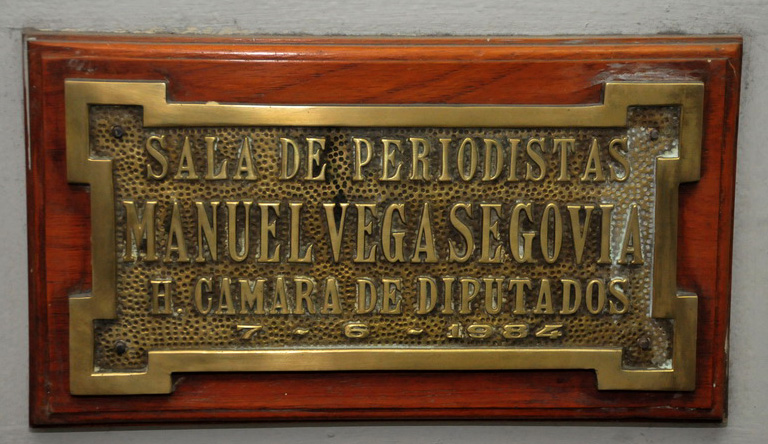 SALA DE PERIODISTAS
MANUEL VEGA SEGOVIA
H. CAMARA DE DIPUTADOS
7 - 6 - 1984